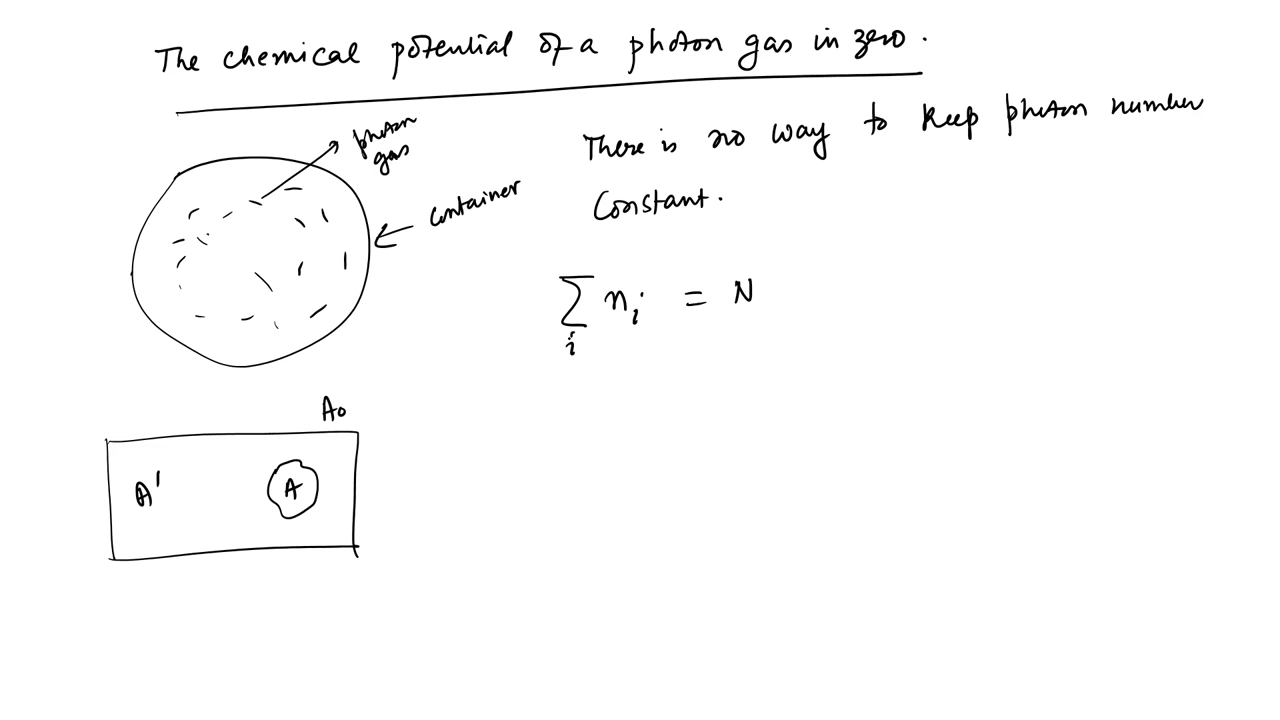 The chemical potential of a photon gas in zero.
photon
gas
container
There is no way to keep photon number
Constant.
∑ n_i = N
i
A0
A'
A